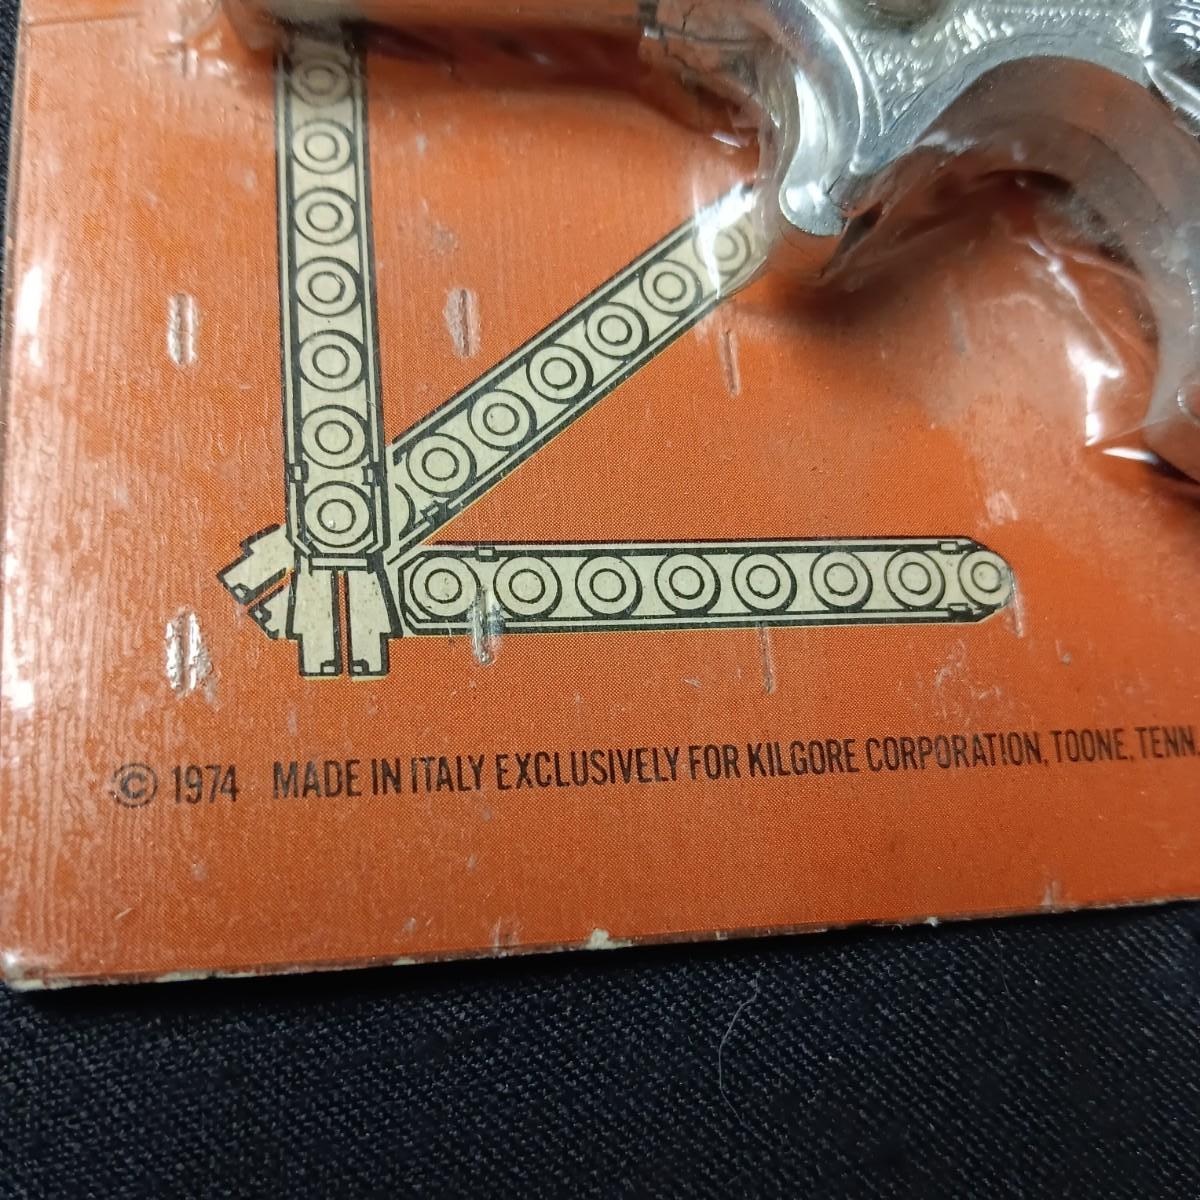 © 1974 MADE IN ITALY EXCLUSIVELY FOR KILGORE CORPORATION, TOONE, TENN